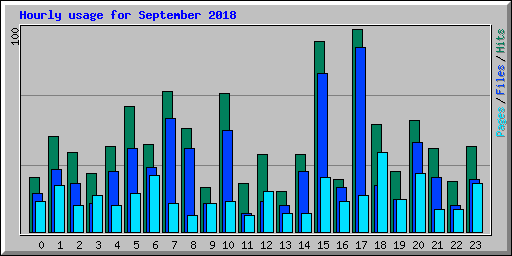 Hourly usage for September 2018
100
Pages / Files / Hits
0 1 2 3 4 5 6 7 8 9 10 11 12 13 14 15 16 17 18 19 20 21 22 23